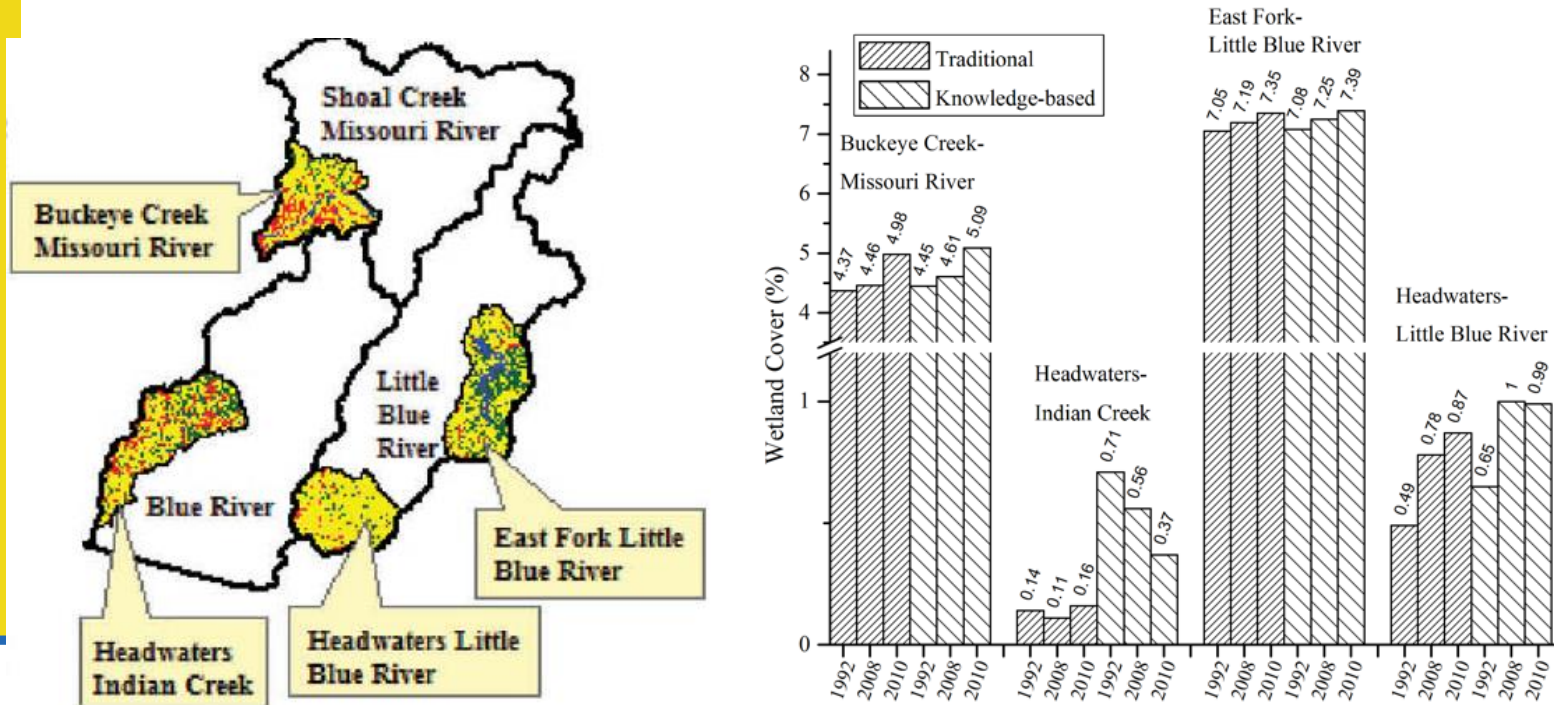 Shoal Creek
Missouri River
Buckeye Creek
Missouri River
Little
Blue
River
Blue River
East Fork Little
Blue River
Headwaters Little
Blue River
Headwaters
Indian Creek
Traditional
Knowledge-based
Wetland Cover (%)
8
7
6
5
4
1
0
Buckeye Creek-
Missouri River
4.37
4.46
4.98
4.45
4.61
5.09
1992
2008
2010
1992
2008
2010
Headwaters-
Indian Creek
0.14
0.11
0.16
0.71
0.56
0.37
1992
2008
2010
1992
2008
2010
East Fork-
Little Blue River
7.05
7.19
7.35
7.08
7.25
7.39
1992
2008
2010
1992
2008
2010
Headwaters-
Little Blue River
0.49
0.78
0.87
0.65
1
0.99
1992
2008
2010
1992
2008
2010